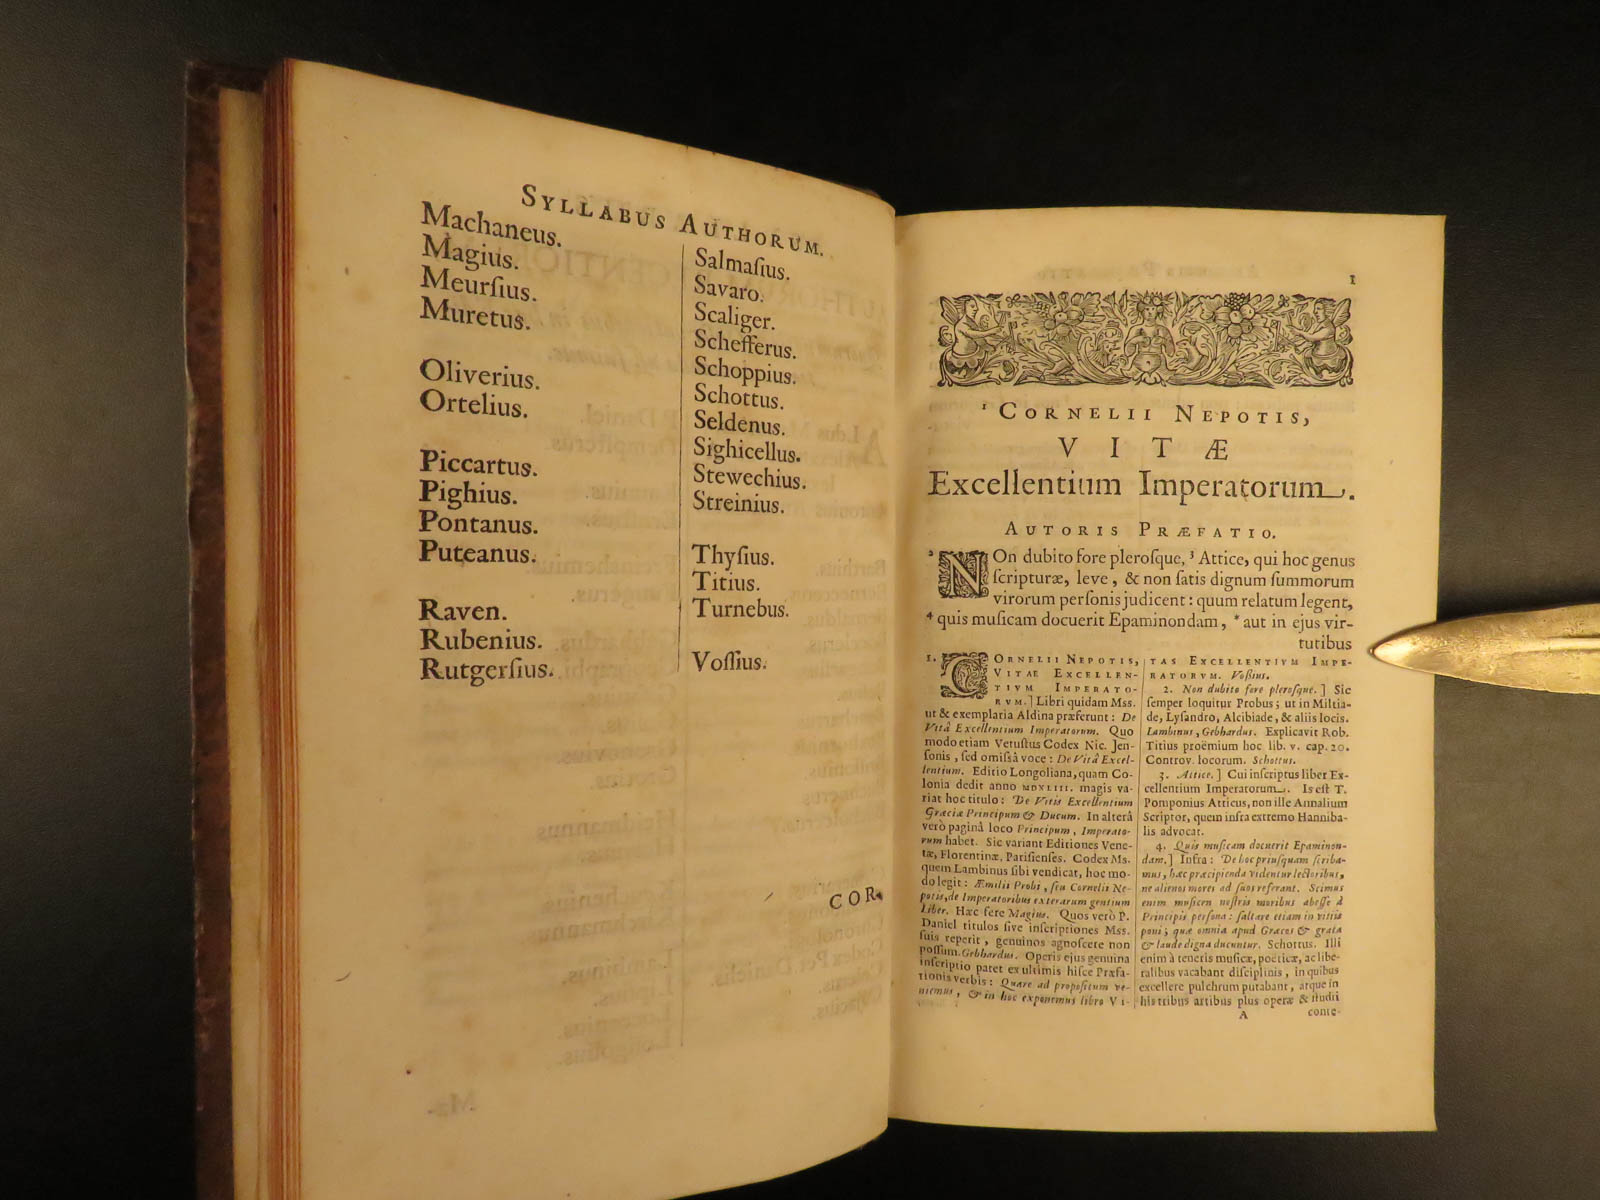 SYLLABUS AUTHORUM.
Machaneus.
Magius.
Meurſius.
Muretus.
Oliverius.
Ortelius.
Piccartus.
Pighius.
Pontanus.
Puteanus.
Raven.
Rubenius.
Rutgerſius.
Salmaſius.
Savaro.
Scaliger.
Schefferus.
Schoppius.
Schottus.
Seldenus.
Sighicellus.
Stewechius.
Streinius.
Thyſius.
Titius.
Turnebus.
Voſſius.
COR-
1
¹ CORNELII NEPOTIS,
VITÆ
Excellentium Imperatorum.
AUTORIS PRÆFATIO.
² NOn dubito fore pleroſque, ³ Attice, qui hoc genus
ſcripturæ, leve, & non ſatis dignum ſummorum
virorum perſonis judicent: quum relatum legent,
⁴ quis muſicam docuerit Epaminondam, * aut in ejus vir-
tutibus
1. CORNELII NEPOTIS,
VITAE EXCELLEN-
TIVM IMPERATO-
RVM.] Libri quidam Mss.
ut & exemplaria Aldina præferunt: De
Vitâ Excellentium Imperatorum. Quo
modo etiam Vetuſtus Codex Nic. Jen-
ſonis, ſed omiſſâ voce: De Vitâ Excel-
lentium. Editio Longoliana, quam Co-
lonia dedit anno MDXLIII. magis va-
riat hoc titulo: De Vitis Excellentium
Græciæ Principum & Ducum. In alterâ
verò paginâ loco Principum, Imperato-
rum habet. Sic variant Editiones Vene-
tæ, Florentinæ, Pariſienſes. Codex Ms.
quem Lambinus ſibi vendicat, hoc mo-
do legit: Æmilii Probi, ſeu Cornelii Ne-
potis, de Imperatoribus exterarum gentium
Liber. Hæc fere Magius. Quos verò P.
Daniel titulos ſive inſcriptiones Mss.
ſuis reperit, genuinos agnoſcere non
poſſum. Gebhardus. Operis ejus genuina
inſcriptio patet ex ultimis hiſce Præfa-
tionis verbis: Quare ad propoſitum ve-
niemus, & in hoc exponemus libro VI-
TAS EXCELLENTIVM IMPE-
RATORVM. Voſſius.
2. Non dubito fore pleroſque.] Sic
ſemper loquitur Probus; ut in Miltia-
de, Lyſandro, Alcibiade, & aliis locis.
Lambinus, Gebhardus. Explicavit Rob.
Titius proëmium hoc lib. v. cap. 20.
Controv. locorum. Schottus.
3. Attice.] Cui inſcriptus liber Ex-
cellentium Imperatorum. Is eſt T.
Pomponius Atticus, non ille Annalium
Scriptor, quem infra extremo Hanniba-
lis advocat.
4. Quis muſicam docuerit Epaminon-
dam.] Infra: De hoc priuſquam ſcriba-
mus, hæc præcipienda videntur lectoribus,
ne alienos mores ad ſuos referant. Scimus
enim muſicen noſtris moribus abeſſe à
Principis perſona: ſaltare etiam in vitiis
poni; quæ omnia apud Græcos & grata
& laude digna ducuntur. Schottus. Illi
enim à teneris muſicæ, poëticæ, ac libe-
ralibus vacabant diſciplinis, in quibus
excellere pulchrum putabant, atque in
his tribus artibus plus operæ & ſtudii
A
conte-